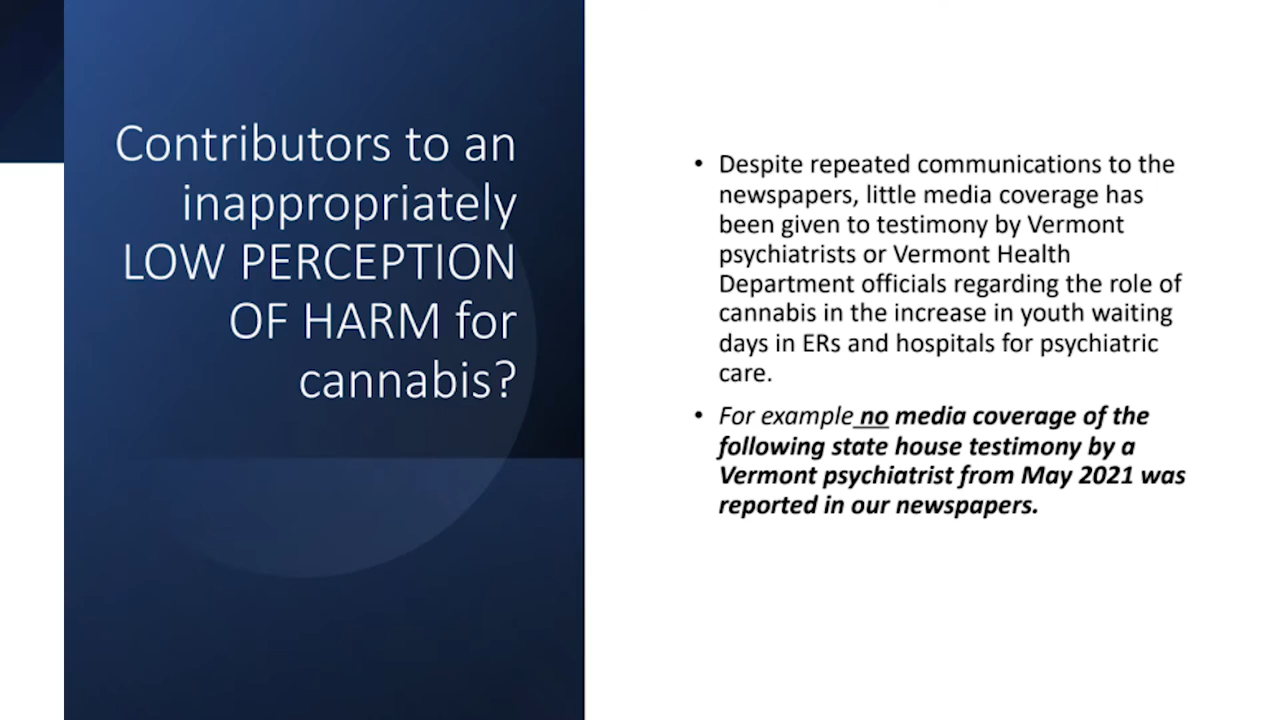 Contributors to an
inappropriately
LOW PERCEPTION
OF HARM for
cannabis?
• Despite repeated communications to the
newspapers, little media coverage has
been given to testimony by Vermont
psychiatrists or Vermont Health
Department officials regarding the role of
cannabis in the increase in youth waiting
days in ERs and hospitals for psychiatric
care.
• For example no media coverage of the
following state house testimony by a
Vermont psychiatrist from May 2021 was
reported in our newspapers.